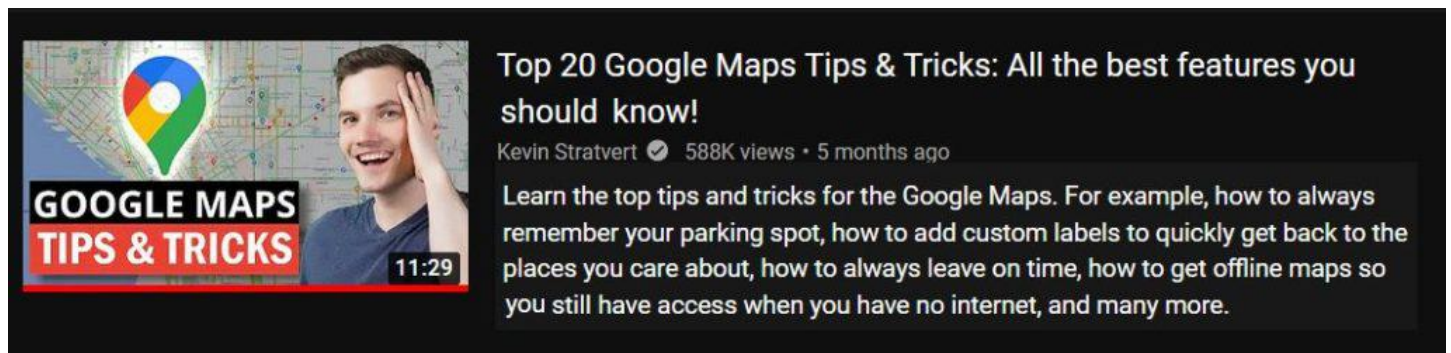 GOOGLE MAPS
TIPS & TRICKS
11:29
Top 20 Google Maps Tips & Tricks: All the best features you
should know!
Kevin Stratvert 588K views • 5 months ago
Learn the top tips and tricks for the Google Maps. For example, how to always
remember your parking spot, how to add custom labels to quickly get back to the
places you care about, how to always leave on time, how to get offline maps so
you still have access when you have no internet, and many more.